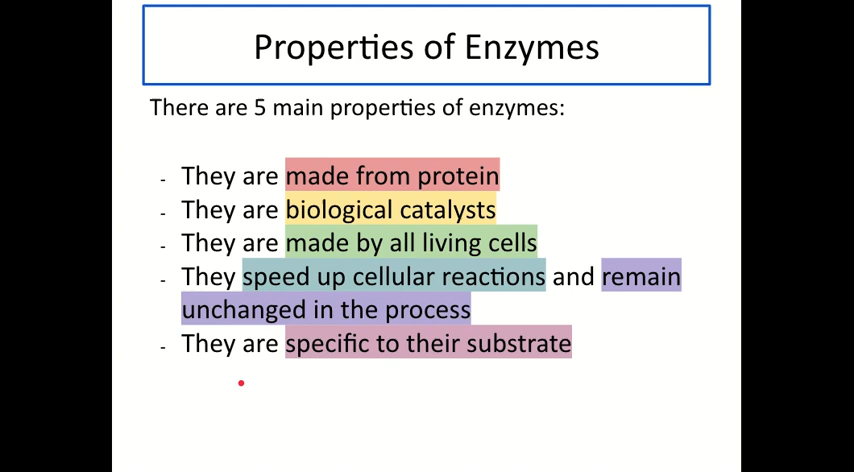 Properties of Enzymes
There are 5 main properties of enzymes:
- They are made from protein
- They are biological catalysts
- They are made by all living cells
- They speed up cellular reactions and remain
unchanged in the process
- They are specific to their substrate